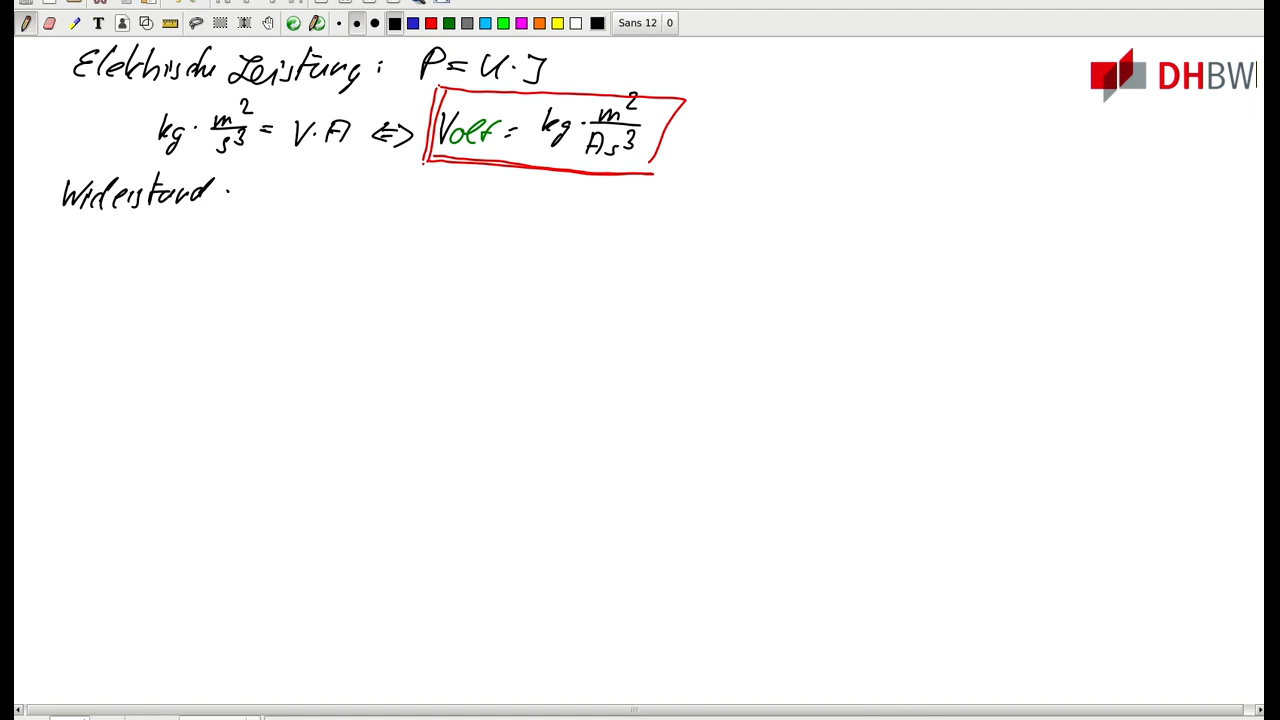 Sans 12 0
DHBW
Elektrische Leistung: P = U · I
kg · m²/s³ = V · A ⇔ Volt = kg · m²/As³
Widerstand